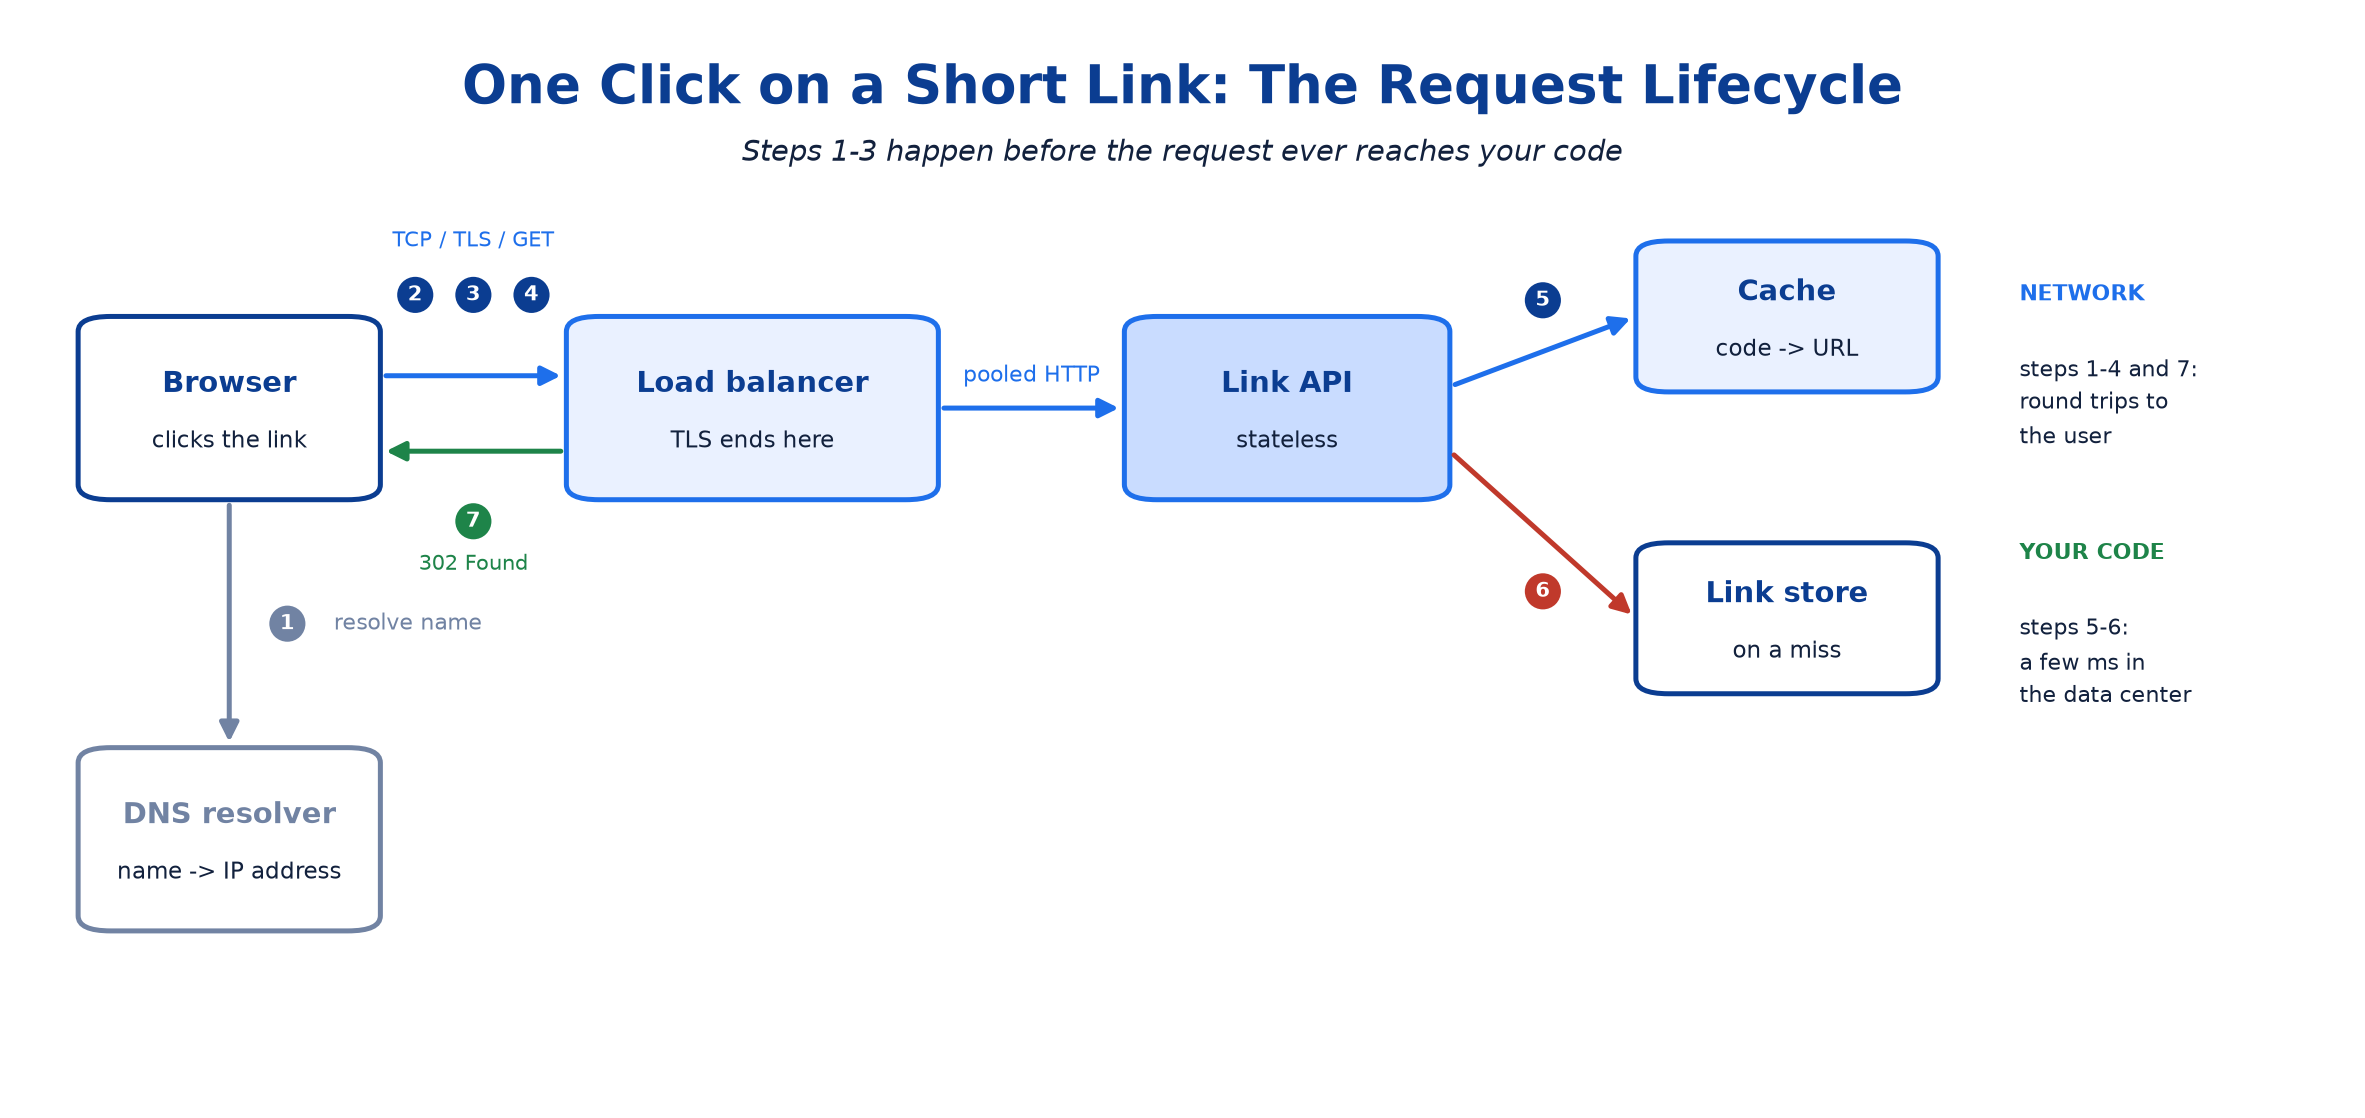 One Click on a Short Link: The Request Lifecycle
Steps 1-3 happen before the request ever reaches your code
TCP / TLS / GET
2 3 4
Browser
clicks the link
Load balancer
TLS ends here
pooled HTTP
Link API
stateless
5
Cache
code -> URL
7
302 Found
1 resolve name
6
Link store
on a miss
DNS resolver
name -> IP address
NETWORK
steps 1-4 and 7:
round trips to
the user
YOUR CODE
steps 5-6:
a few ms in
the data center